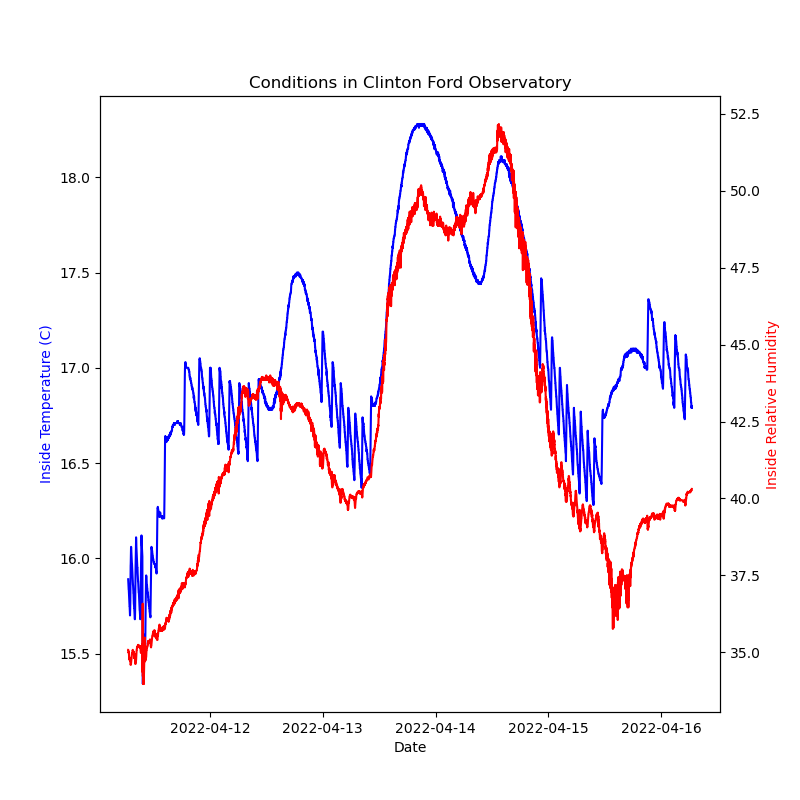 Conditions in Clinton Ford Observatory
Inside Temperature (C)
18.0
17.5
17.0
16.5
16.0
15.5
52.5
50.0
47.5
45.0
42.5
40.0
37.5
35.0
Inside Relative Humidity
2022-04-12 2022-04-13 2022-04-14 2022-04-15 2022-04-16
Date